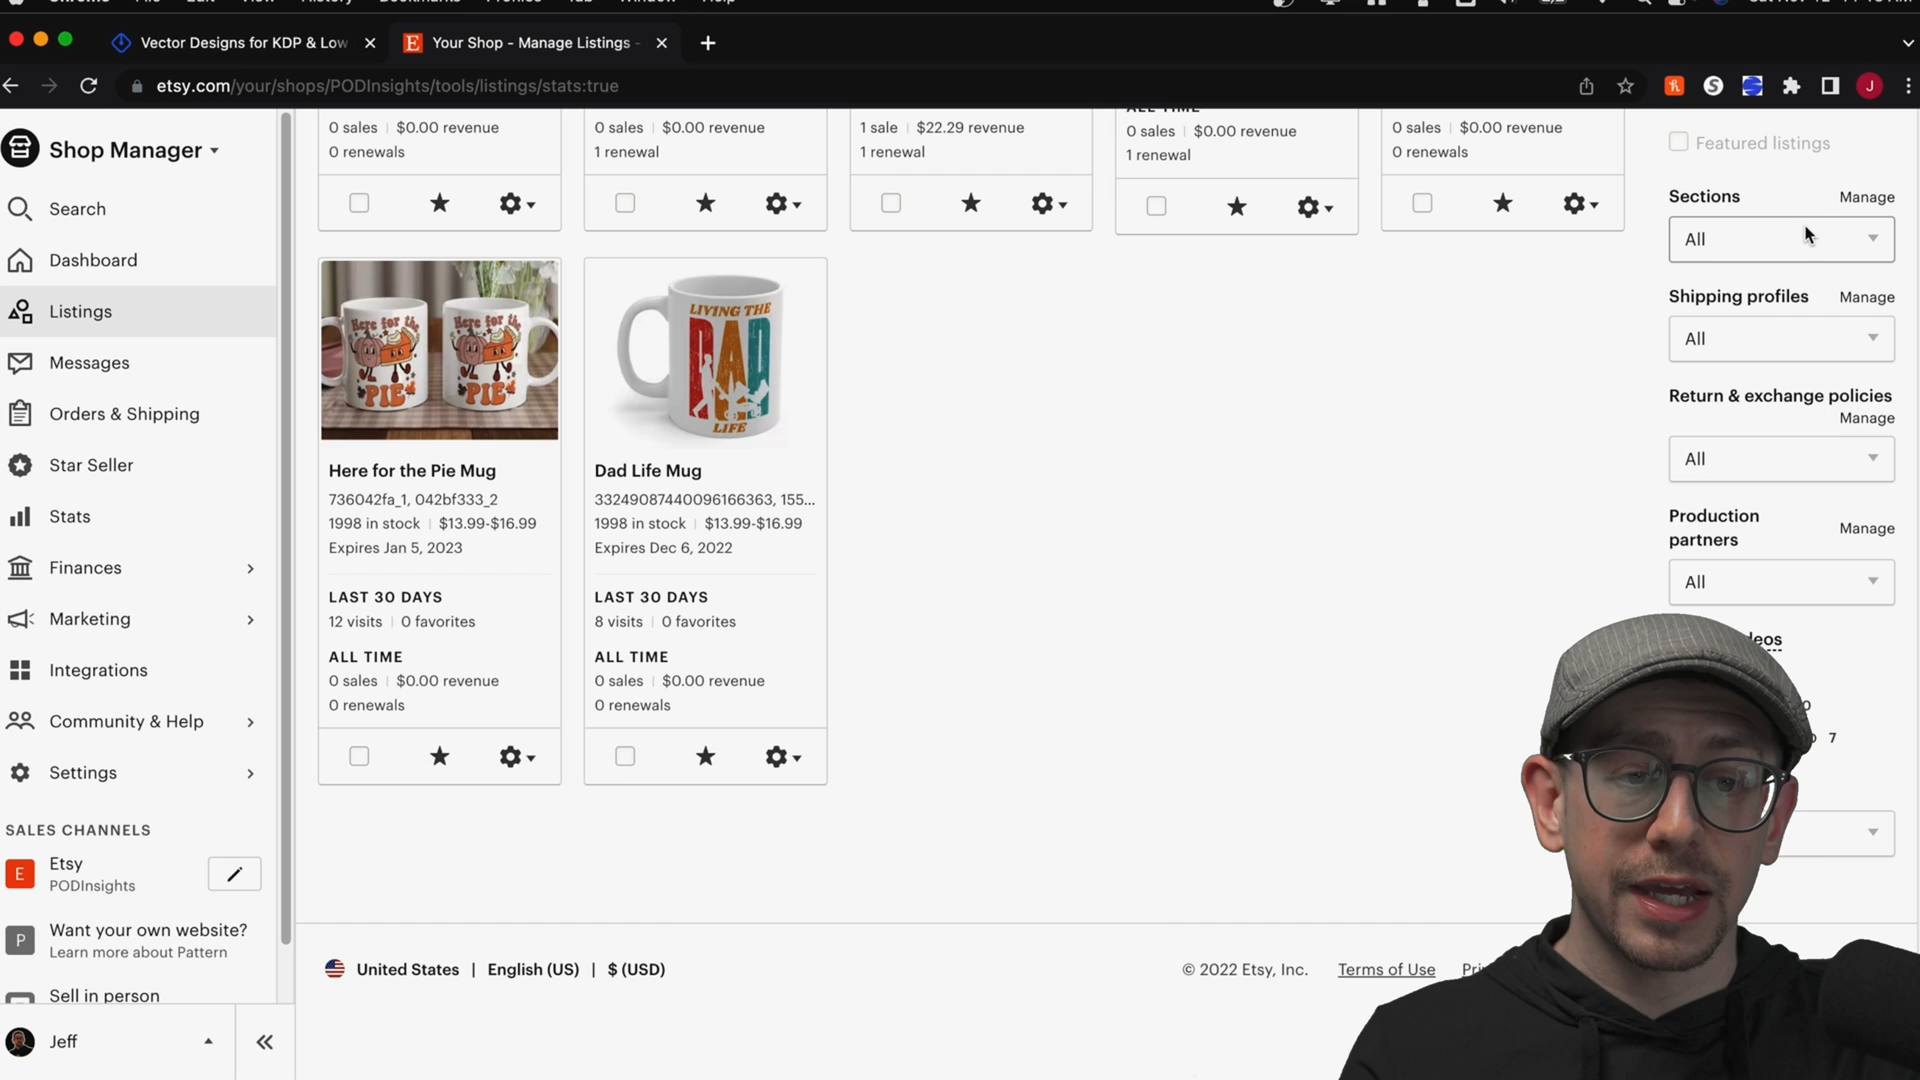 Vector Designs for KDP & Low
Your Shop - Manage Listings -
etsy.com/your/shops/PODInsights/tools/listings/stats:true
J
Shop Manager
Search
Dashboard
Listings
Messages
Orders & Shipping
Star Seller
Stats
Finances
Marketing
Integrations
Community & Help
Settings
SALES CHANNELS
E
Etsy
PODInsights
P
Want your own website?
Learn more about Pattern
Sell in person
Jeff
0 sales | $0.00 revenue
0 renewals
0 sales | $0.00 revenue
1 renewal
1 sale | $22.29 revenue
1 renewal
ALL TIME
0 sales | $0.00 revenue
1 renewal
0 sales | $0.00 revenue
0 renewals
Here for the
PIE
Here for the
PIE
Here for the Pie Mug
736042fa_1, 042bf333_2
1998 in stock | $13.99-$16.99
Expires Jan 5, 2023
LAST 30 DAYS
12 visits | 0 favorites
ALL TIME
0 sales | $0.00 revenue
0 renewals
LIVING THE
DAD
LIFE
Dad Life Mug
33249087440096166363, 155...
1998 in stock | $13.99-$16.99
Expires Dec 6, 2022
LAST 30 DAYS
8 visits | 0 favorites
ALL TIME
0 sales | $0.00 revenue
0 renewals
Featured listings
Sections Manage
All
Shipping profiles Manage
All
Return & exchange policies
Manage
All
Production
partners Manage
All
7
United States | English (US) | $ (USD)
© 2022 Etsy, Inc. Terms of Use